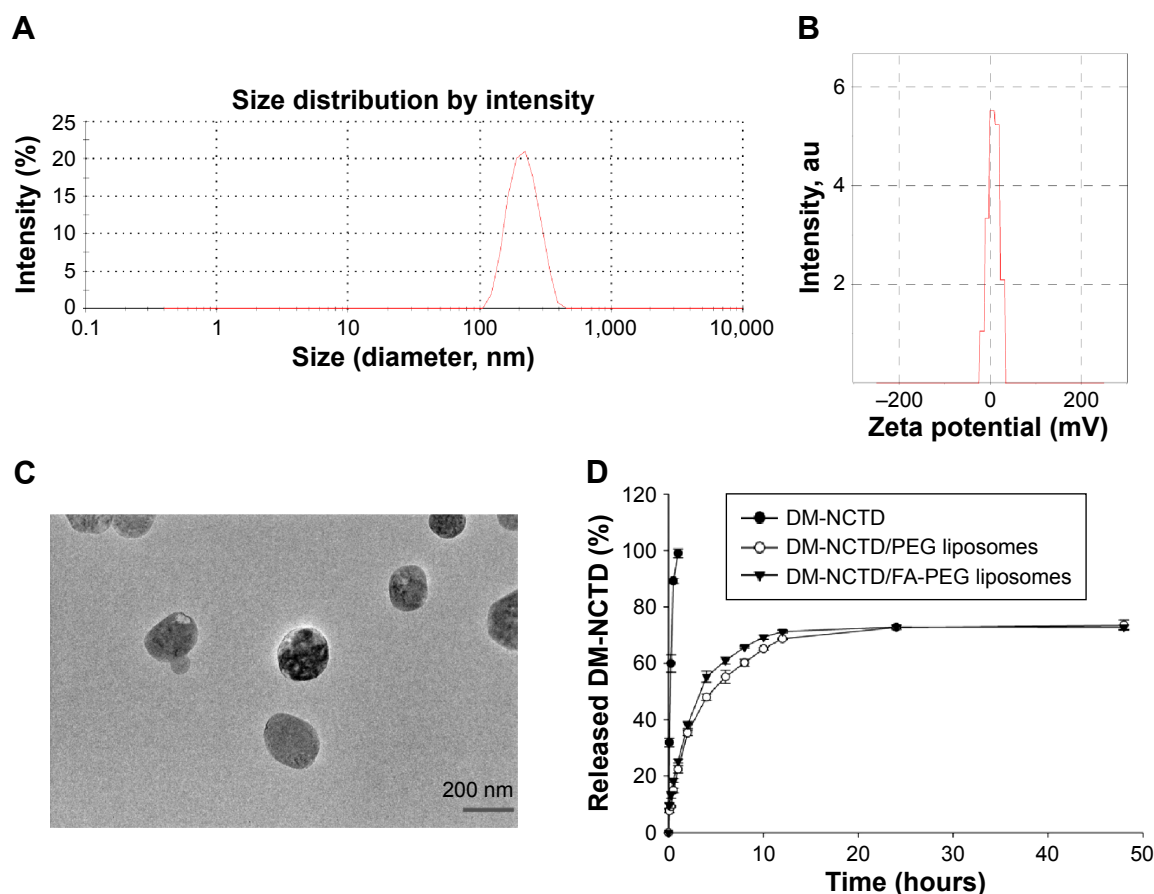 A
Size distribution by intensity
Intensity (%)
25
20
15
10
5
0
0.1 1 10 100 1,000 10,000
Size (diameter, nm)
B
Intensity, au
6
4
2
–200 0 200
Zeta potential (mV)
C
200 nm
D
Released DM-NCTD (%)
120
100
80
60
40
20
0
DM-NCTD
DM-NCTD/PEG liposomes
DM-NCTD/FA-PEG liposomes
0 10 20 30 40 50
Time (hours)